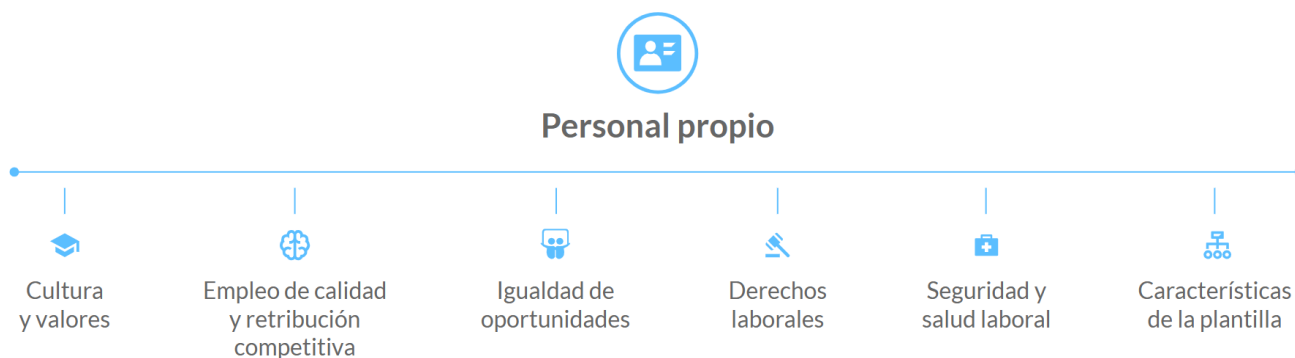 Personal propio
Cultura
y valores
Empleo de calidad
y retribución
competitiva
Igualdad de
oportunidades
Derechos
laborales
Seguridad y
salud laboral
Características
de la plantilla